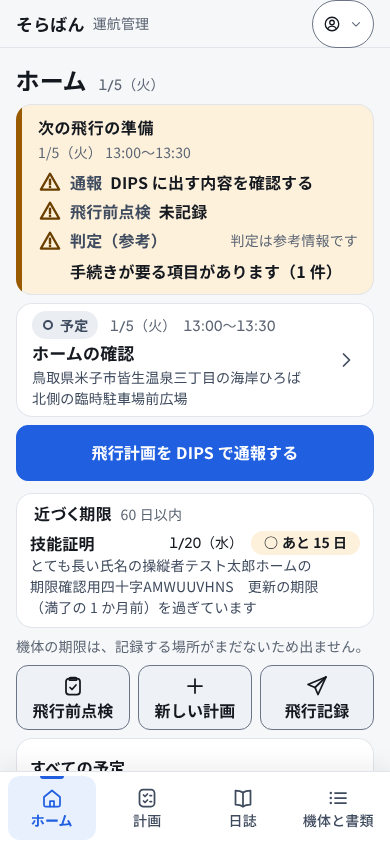 そらばん 運航管理
ホーム 1/5（火）
次の飛行の準備
1/5（火） 13:00〜13:30
通報 DIPS に出す内容を確認する
飛行前点検 未記録
判定（参考） 判定は参考情報です
手続きが要る項目があります（1 件）
予定 1/5（火） 13:00〜13:30
ホームの確認
鳥取県米子市皆生温泉三丁目の海岸ひろば
北側の臨時駐車場前広場
飛行計画を DIPS で通報する
近づく期限 60 日以内
技能証明 1/20（水） あと 15 日
とても長い氏名の操縦者テスト太郎ホームの
期限確認用四十字AMWUUVHNS 更新の期限
（満了の 1 か月前）を過ぎています
機体の期限は、記録する場所がまだないため出ません。
飛行前点検 新しい計画 飛行記録
すべての予定
ホーム 計画 日誌 機体と書類